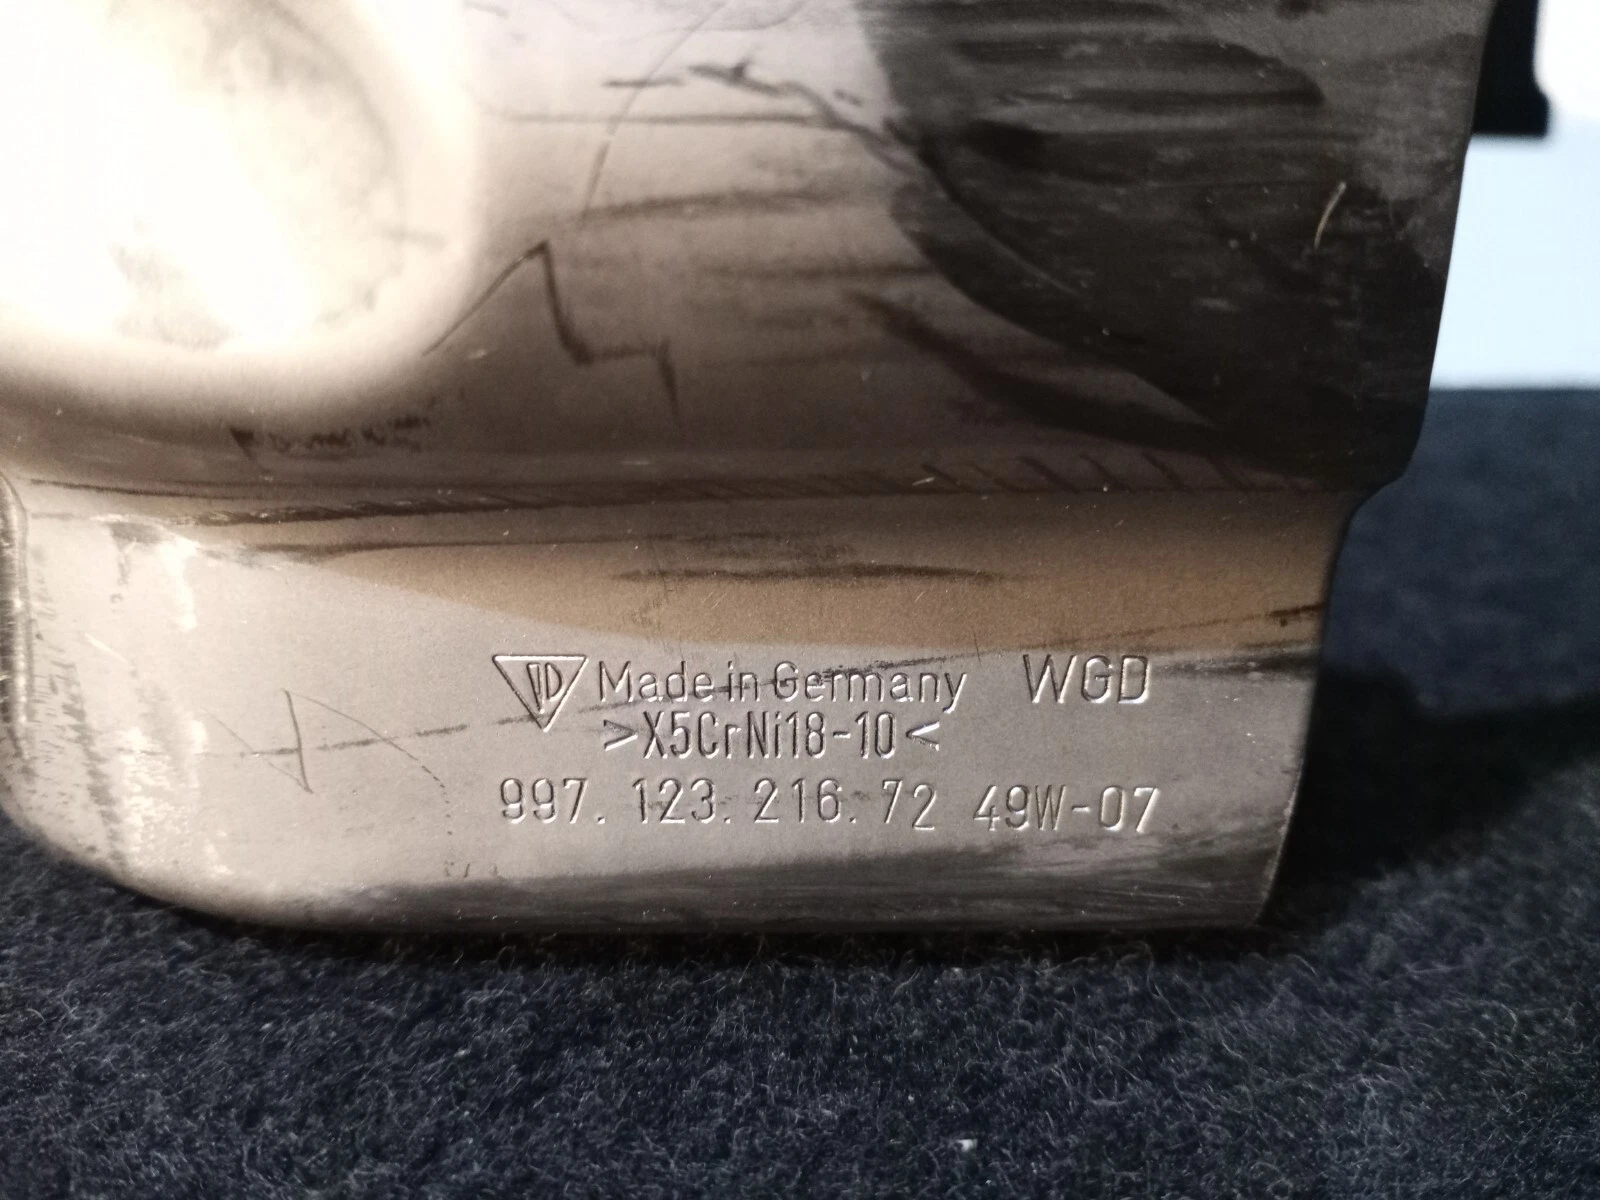 Made in Germany WGD
>X5CrNi18-10<
997. 123. 216. 72 49W-07